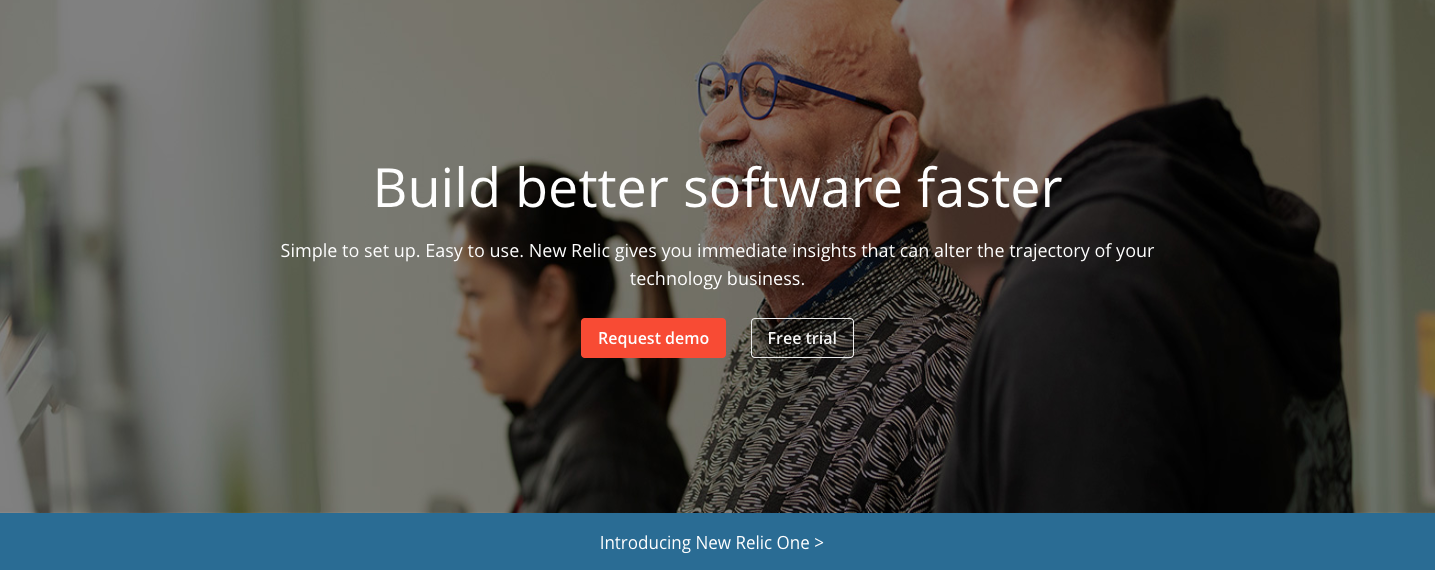 Build better software faster
Simple to set up. Easy to use. New Relic gives you immediate insights that can alter the trajectory of your
technology business.
Request demo
Free trial
Introducing New Relic One >